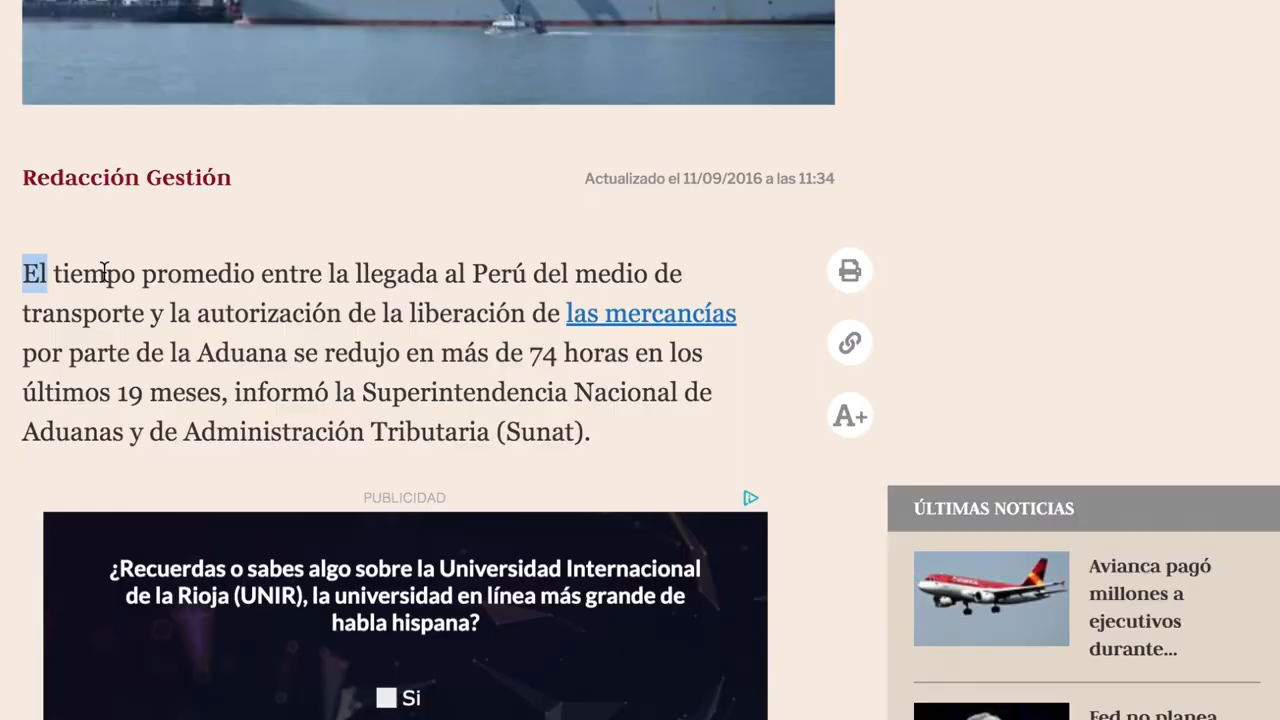 Redacción Gestión
Actualizado el 11/09/2016 a las 11:34
El tiempo promedio entre la llegada al Perú del medio de
transporte y la autorización de la liberación de las mercancías
por parte de la Aduana se redujo en más de 74 horas en los
últimos 19 meses, informó la Superintendencia Nacional de
Aduanas y de Administración Tributaria (Sunat).
A+
PUBLICIDAD
¿Recuerdas o sabes algo sobre la Universidad Internacional
de la Rioja (UNIR), la universidad en línea más grande de
habla hispana?
Si
ÚLTIMAS NOTICIAS
Avianca pagó
millones a
ejecutivos
durante...
Fed no planea